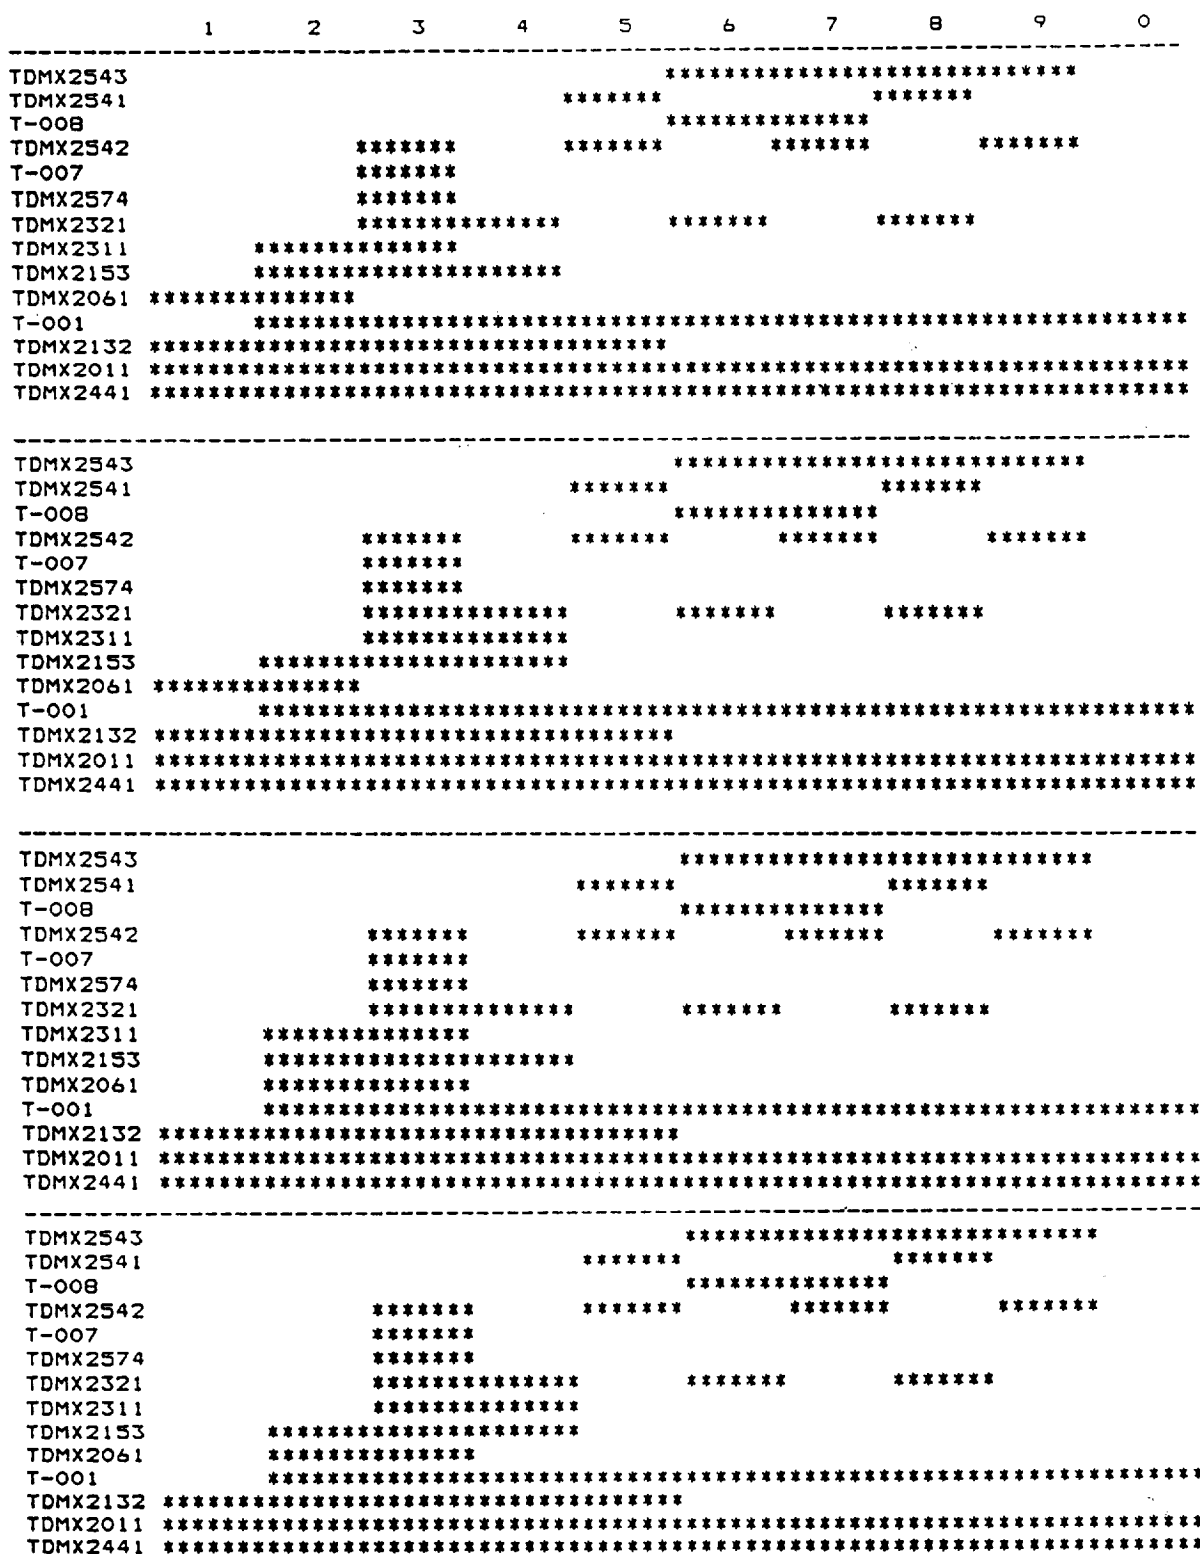 1 2 3 4 5 6 7 8 9 0
--------------------------------------------------------------------------------
TDMX2543 ****************************
TDMX2541 ******* *******
T-008 **************
TDMX2542 ******* ******* ******* *******
T-007 *******
TDMX2574 *******
TDMX2321 ************** ******* *******
TDMX2311 **************
TDMX2153 *********************
TDMX2061 **************
T-001 ***************************************************************
TDMX2132 ***********************************
TDMX2011 **********************************************************************
TDMX2441 **********************************************************************
--------------------------------------------------------------------------------
TDMX2543 ****************************
TDMX2541 ******* *******
T-008 **************
TDMX2542 ******* ******* ******* *******
T-007 *******
TDMX2574 *******
TDMX2321 ************** ******* *******
TDMX2311 **************
TDMX2153 *********************
TDMX2061 **************
T-001 ***************************************************************
TDMX2132 ***********************************
TDMX2011 **********************************************************************
TDMX2441 **********************************************************************
--------------------------------------------------------------------------------
TDMX2543 ****************************
TDMX2541 ******* *******
T-008 **************
TDMX2542 ******* ******* ******* *******
T-007 *******
TDMX2574 *******
TDMX2321 ************** ******* *******
TDMX2311 **************
TDMX2153 *********************
TDMX2061 **************
T-001 ***************************************************************
TDMX2132 ***********************************
TDMX2011 **********************************************************************
TDMX2441 **********************************************************************
--------------------------------------------------------------------------------
TDMX2543 ****************************
TDMX2541 ******* *******
T-008 **************
TDMX2542 ******* ******* ******* *******
T-007 *******
TDMX2574 *******
TDMX2321 ************** ******* *******
TDMX2311 **************
TDMX2153 *********************
TDMX2061 **************
T-001 ***************************************************************
TDMX2132 ***********************************
TDMX2011 **********************************************************************
TDMX2441 **********************************************************************